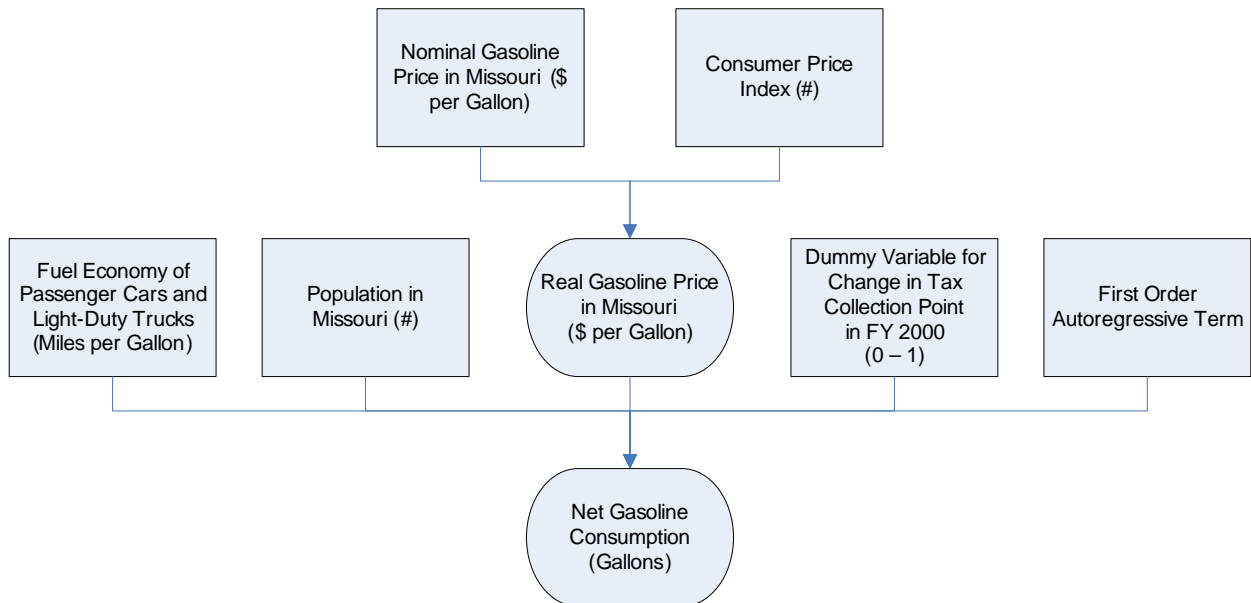 Nominal Gasoline
Price in Missouri ($
per Gallon)
Consumer Price
Index (#)
Fuel Economy of
Passenger Cars and
Light-Duty Trucks
(Miles per Gallon)
Population in
Missouri (#)
Real Gasoline Price
in Missouri
($ per Gallon)
Dummy Variable for
Change in Tax
Collection Point
in FY 2000
(0 – 1)
First Order
Autoregressive Term
Net Gasoline
Consumption
(Gallons)